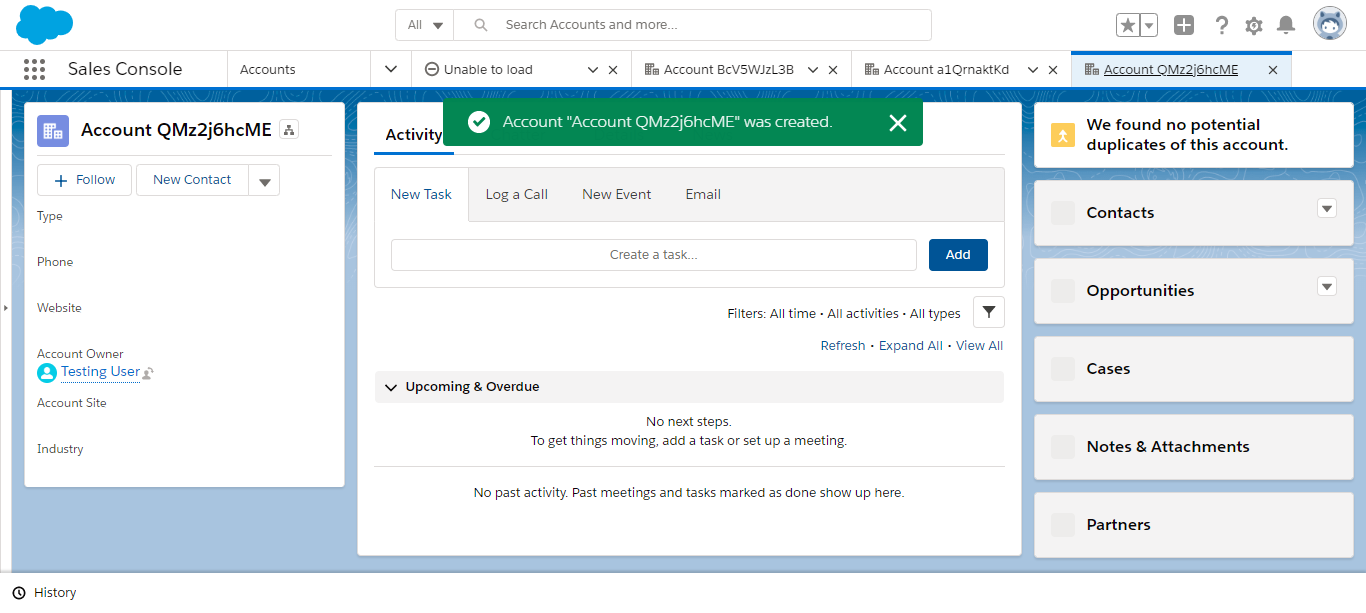 All
Search Accounts and more...
Sales Console
Accounts
Unable to load
Account BcV5WJzL3B
Account a1QrnaktKd
Account QMz2j6hcME
Account QMz2j6hcME
Follow
New Contact
Type
Phone
Website
Account Owner
Testing User
Account Site
Industry
Account "Account QMz2j6hcME" was created.
Activity
New Task
Log a Call
New Event
Email
Create a task...
Add
Filters: All time • All activities • All types
Refresh • Expand All • View All
Upcoming & Overdue
No next steps.
To get things moving, add a task or set up a meeting.
No past activity. Past meetings and tasks marked as done show up here.
We found no potential
duplicates of this account.
Contacts
Opportunities
Cases
Notes & Attachments
Partners
History